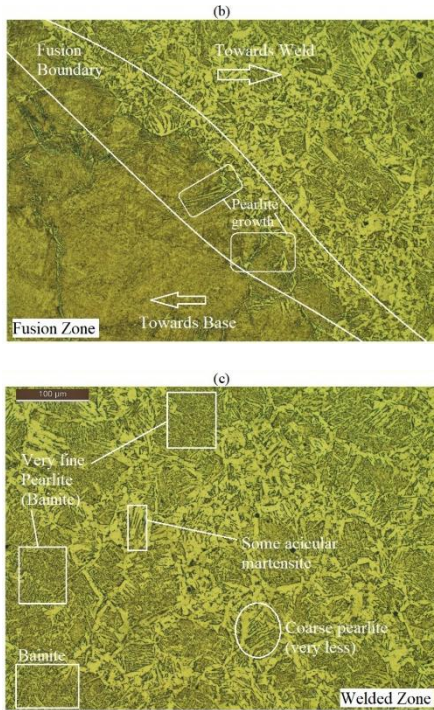 (b)
Fusion
Boundary
Towards Weld
Pearlite
growth
Towards Base
Fusion Zone
(c)
100 µm
Very fine
Pearlite
(Bainite)
Some acicular
martensite
Coarse pearlite
(very less)
Bainite
Welded Zone